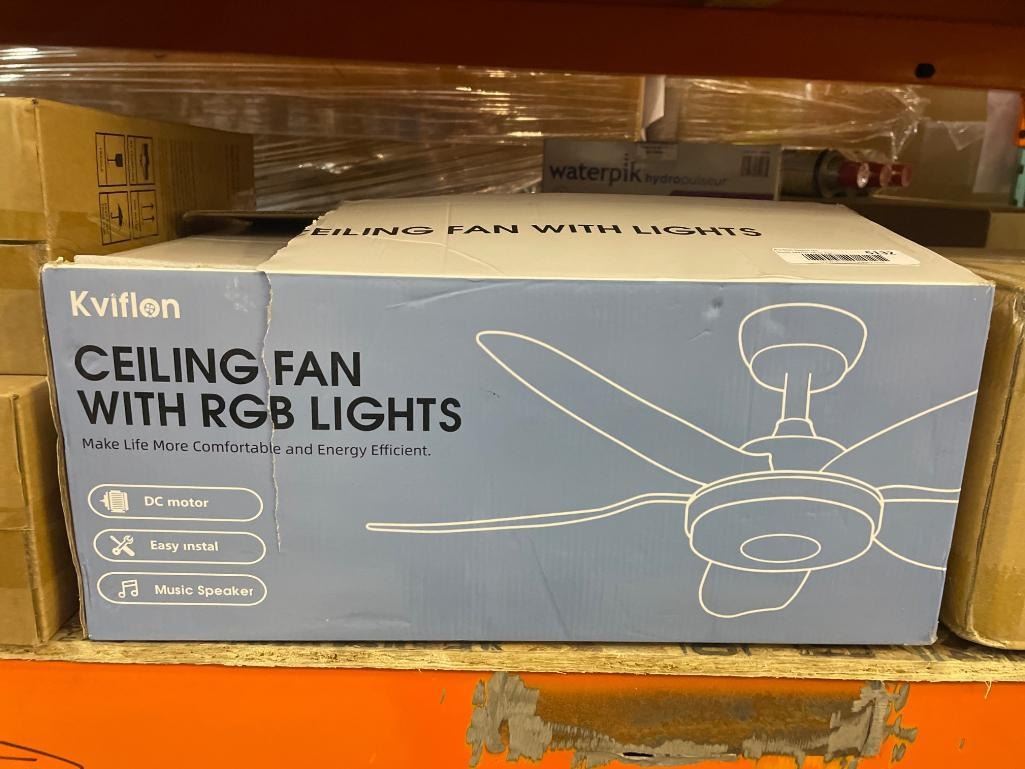 waterpik hydropulseur
CEILING FAN WITH LIGHTS
5132
Kviflon
CEILING FAN
WITH RGB LIGHTS
Make Life More Comfortable and Energy Efficient.
DC motor
Easy instal
Music Speaker